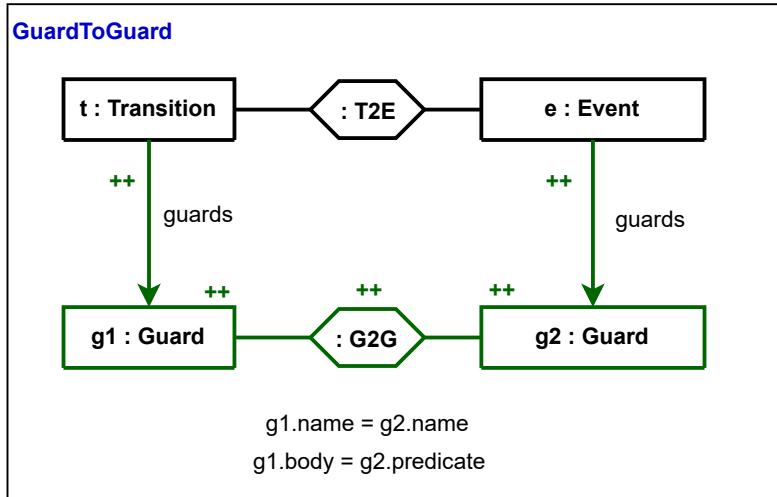 GuardToGuard
t : Transition
: T2E
e : Event
++
++
guards
guards
++
++
++
g1 : Guard
: G2G
g2 : Guard
g1.name = g2.name
g1.body = g2.predicate